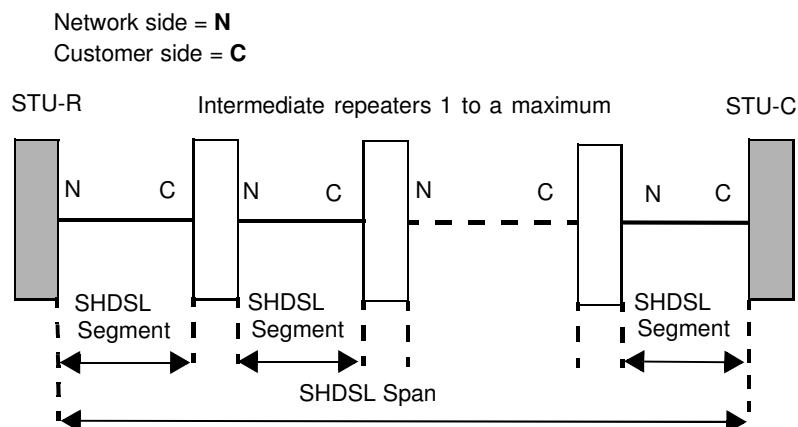 Network side = N
Customer side = C
STU-R
Intermediate repeaters 1 to a maximum
STU-C
N
C
N
C
N
C
N
C
SHDSL
Segment
SHDSL
Segment
SHDSL
Segment
SHDSL Span